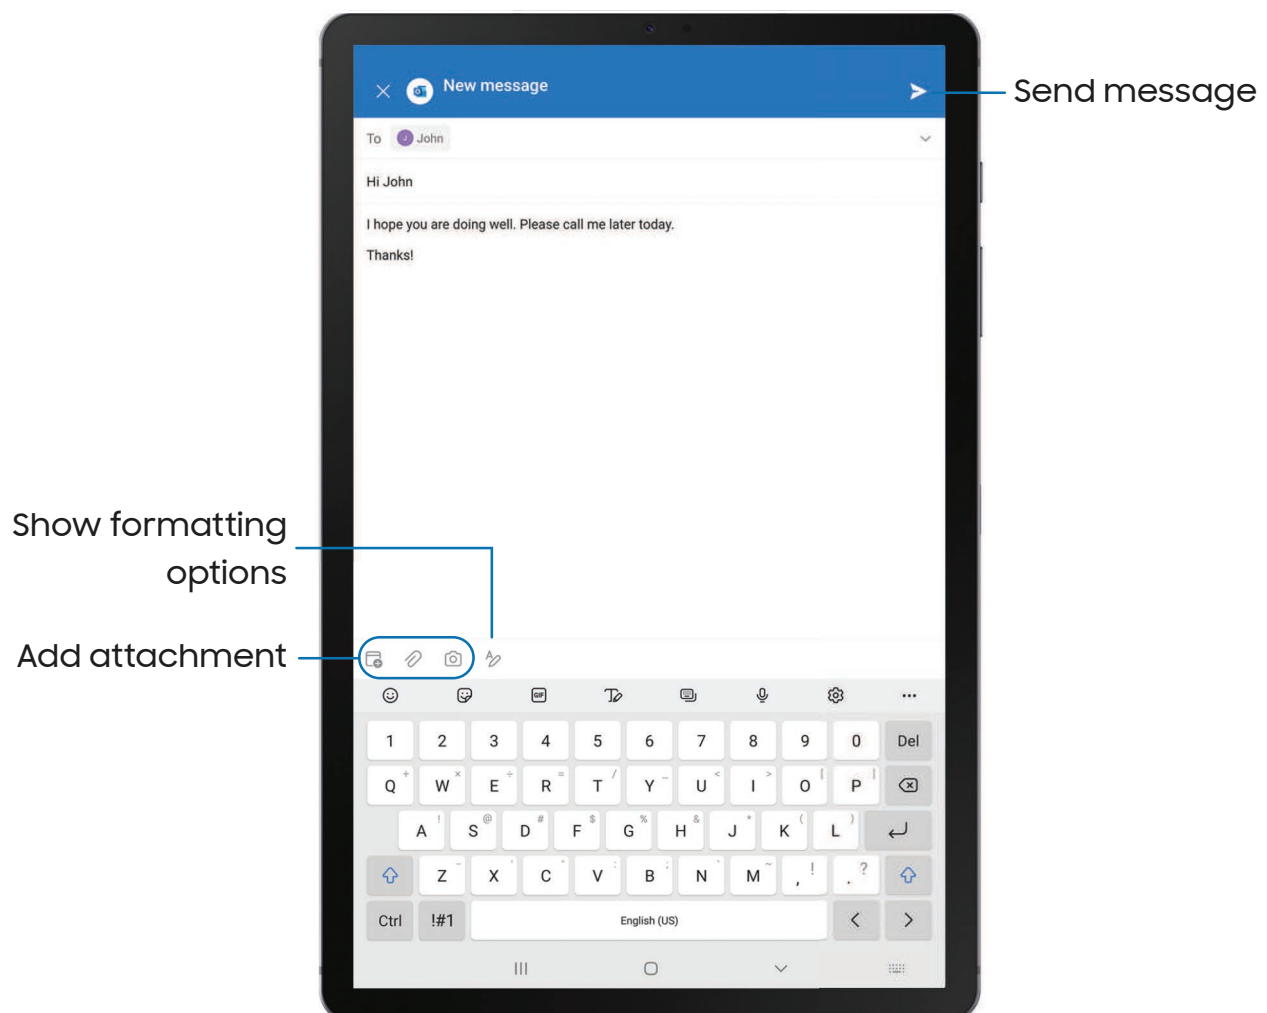 New message
Send message
To
J
John
Hi John
I hope you are doing well. Please call me later today.
Thanks!
Show formatting
options
Add attachment
GIF
1 2 3 4 5 6 7 8 9 0 Del
Q + W × E ÷ R = T / Y _ U < I > O [ P ]
A ! S @ D # F $ G % H & J * K ( L )
Z - X ' C " V : B ; N ` M ~ , ! . ?
Ctrl !#1 English (US) < >